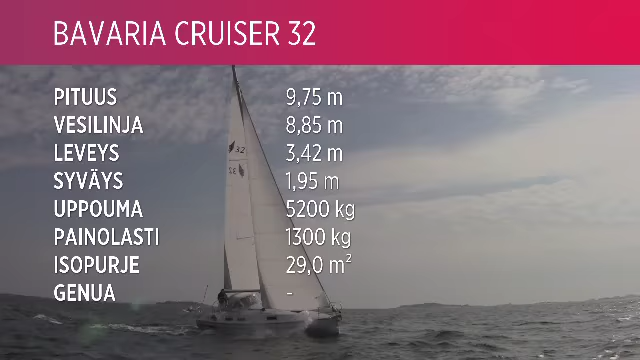 BAVARIA CRUISER 32
PITUUS 9,75 m
VESILINJA 8,85 m
LEVEYS 3,42 m
SYVÄYS 1,95 m
UPPOUMA 5200 kg
PAINOLASTI 1300 kg
ISOPURJE 29,0 m²
GENUA -
32